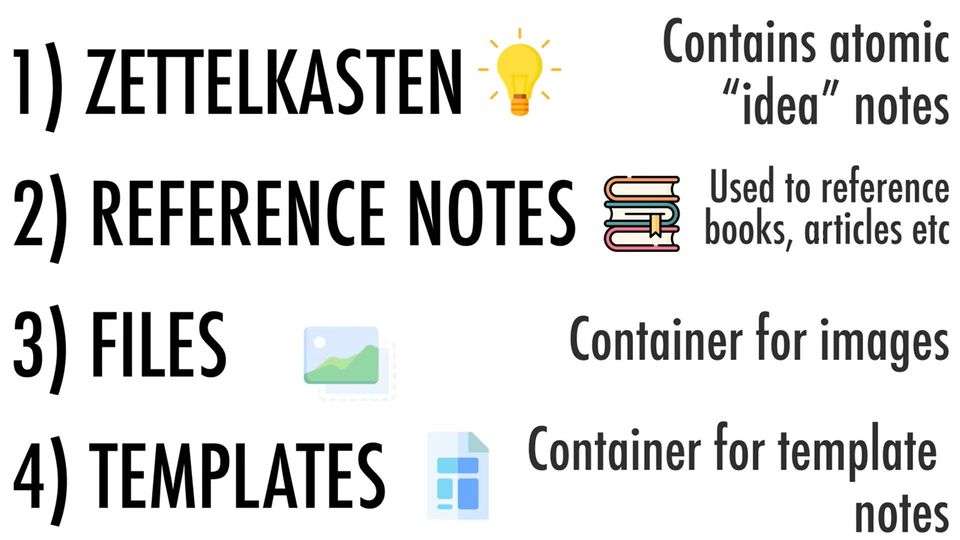 1) ZETTELKASTEN
Contains atomic
“idea” notes
2) REFERENCE NOTES
Used to reference
books, articles etc
3) FILES
Container for images
4) TEMPLATES
Container for template
notes